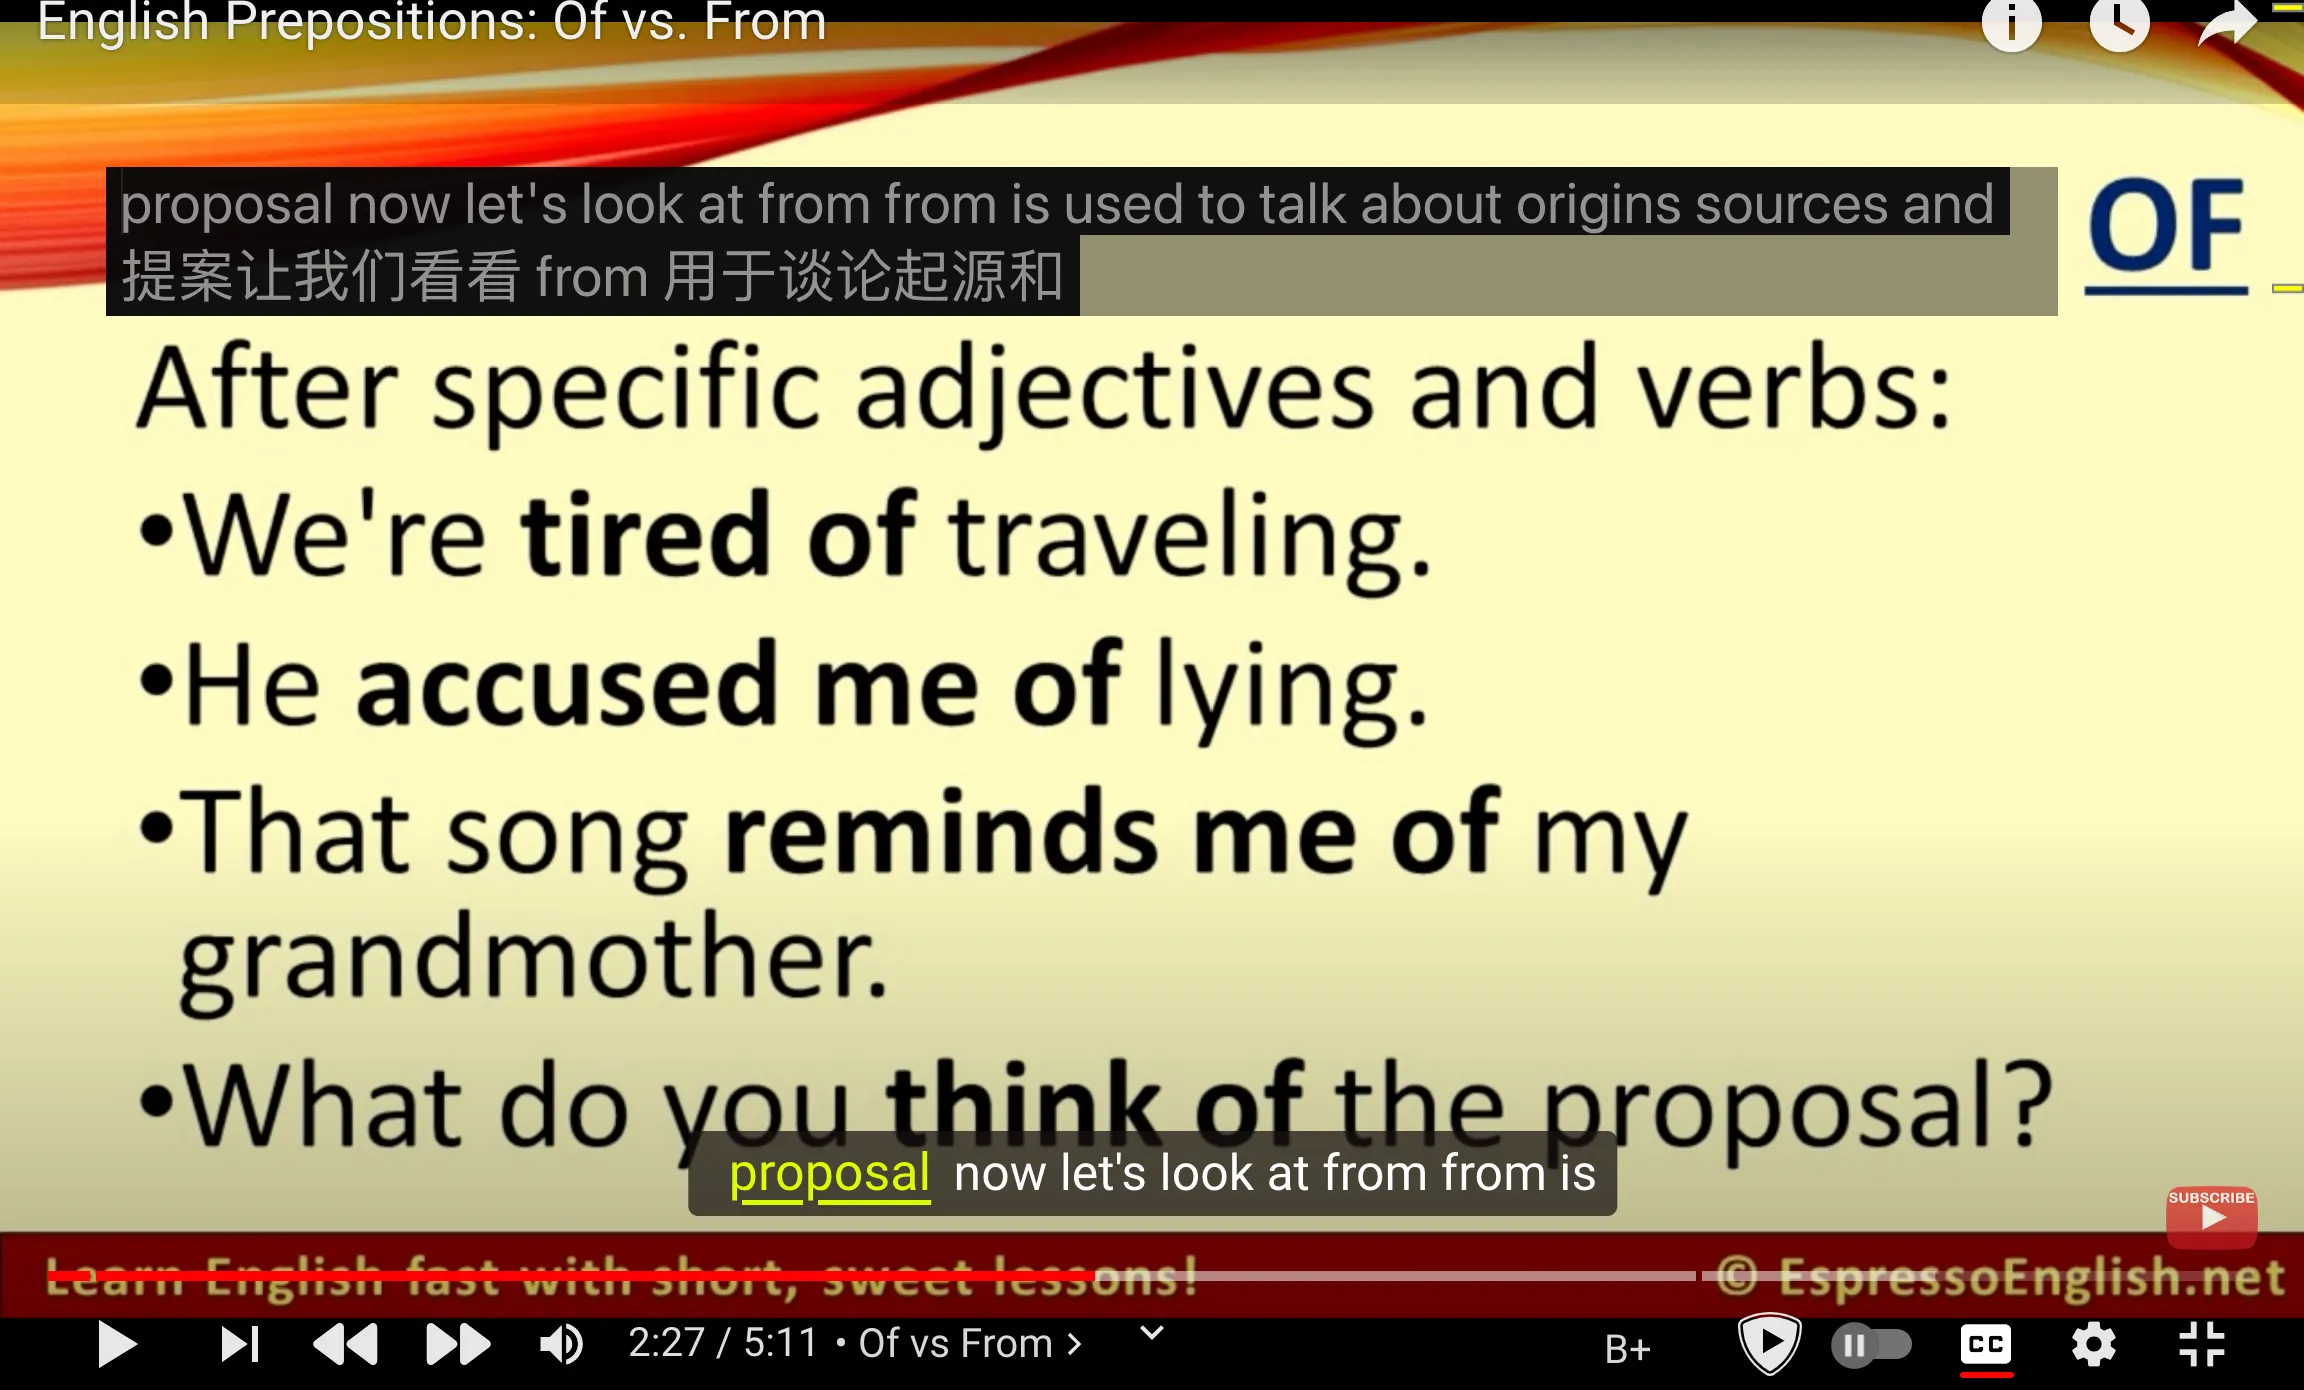 English Prepositions: Of vs. From
proposal now let's look at from from is used to talk about origins sources and
提案让我们看看 from 用于谈论起源和
OF
After specific adjectives and verbs:
•We're tired of traveling.
•He accused me of lying.
•That song reminds me of my
grandmother.
•What do you think of the proposal?
proposal now let's look at from from is
SUBSCRIBE
Learn English fast with short, sweet lessons!
© EspressoEnglish.net
2:27 / 5:11 • Of vs From >
B+
CC